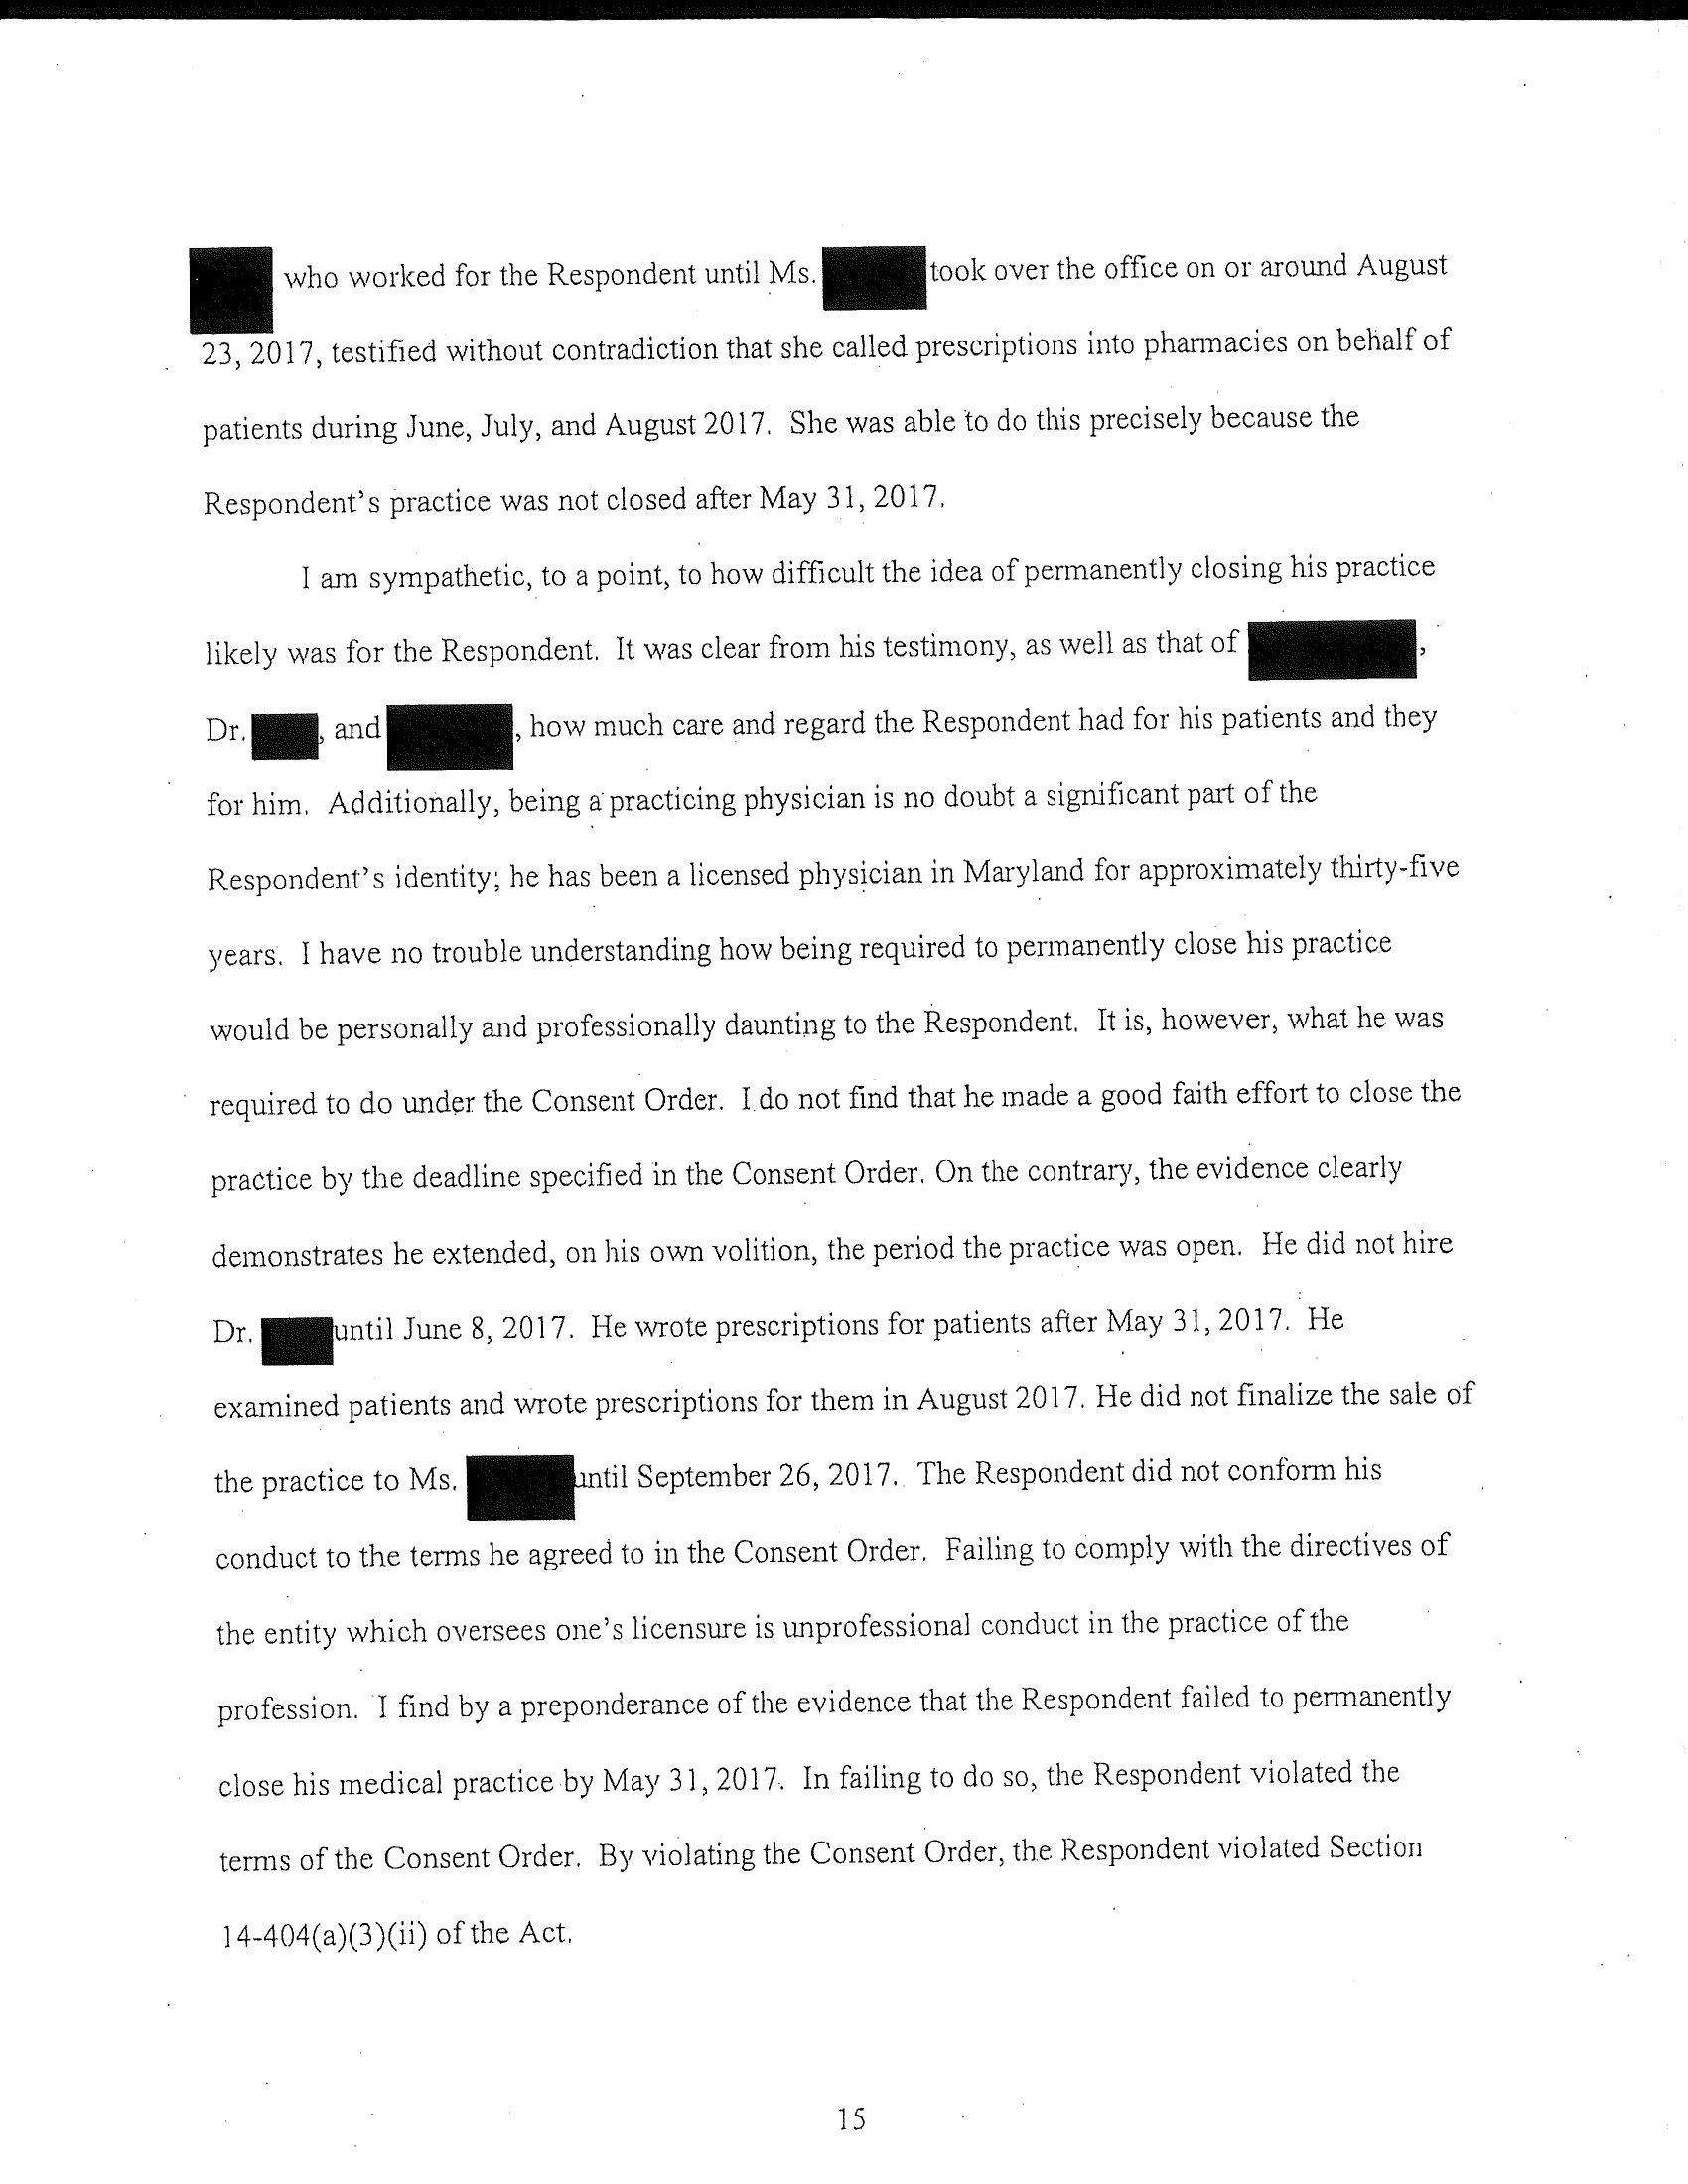 who worked for the Respondent until Ms. took over the office on or around August
23, 2017, testified without contradiction that she called prescriptions into pharmacies on behalf of
patients during June, July, and August 2017. She was able to do this precisely because the
Respondent's practice was not closed after May 31, 2017.
I am sympathetic, to a point, to how difficult the idea of permanently closing his practice
likely was for the Respondent. It was clear from his testimony, as well as that of ,
Dr. , and , how much care and regard the Respondent had for his patients and they
for him. Additionally, being a practicing physician is no doubt a significant part of the
Respondent's identity; he has been a licensed physician in Maryland for approximately thirty-five
years. I have no trouble understanding how being required to permanently close his practice
would be personally and professionally daunting to the Respondent. It is, however, what he was
required to do under the Consent Order. I do not find that he made a good faith effort to close the
practice by the deadline specified in the Consent Order. On the contrary, the evidence clearly
demonstrates he extended, on his own volition, the period the practice was open. He did not hire
Dr. until June 8, 2017. He wrote prescriptions for patients after May 31, 2017. He
examined patients and wrote prescriptions for them in August 2017. He did not finalize the sale of
the practice to Ms. until September 26, 2017. The Respondent did not conform his
conduct to the terms he agreed to in the Consent Order. Failing to comply with the directives of
the entity which oversees one's licensure is unprofessional conduct in the practice of the
profession. I find by a preponderance of the evidence that the Respondent failed to permanently
close his medical practice by May 31, 2017. In failing to do so, the Respondent violated the
terms of the Consent Order. By violating the Consent Order, the Respondent violated Section
14-404(a)(3)(ii) of the Act.
15